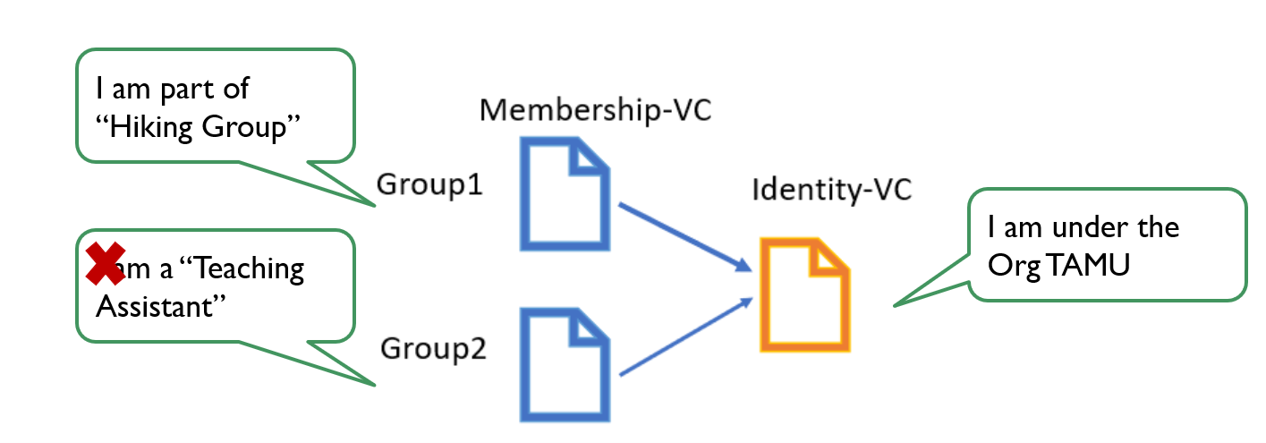 I am part of
“Hiking Group”
Membership-VC
Group1
Identity-VC
I am under the
Org TAMU
am a “Teaching
Assistant”
Group2